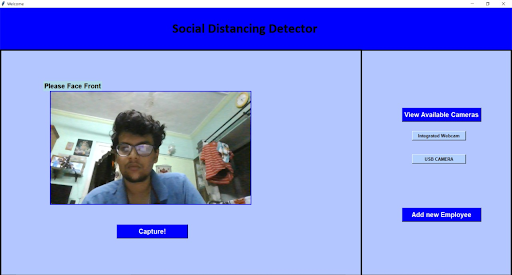 Welcome
Social Distancing Detector
Please Face Front
Capture!
View Available Cameras
Integrated Webcam
USB CAMERA
Add new Employee